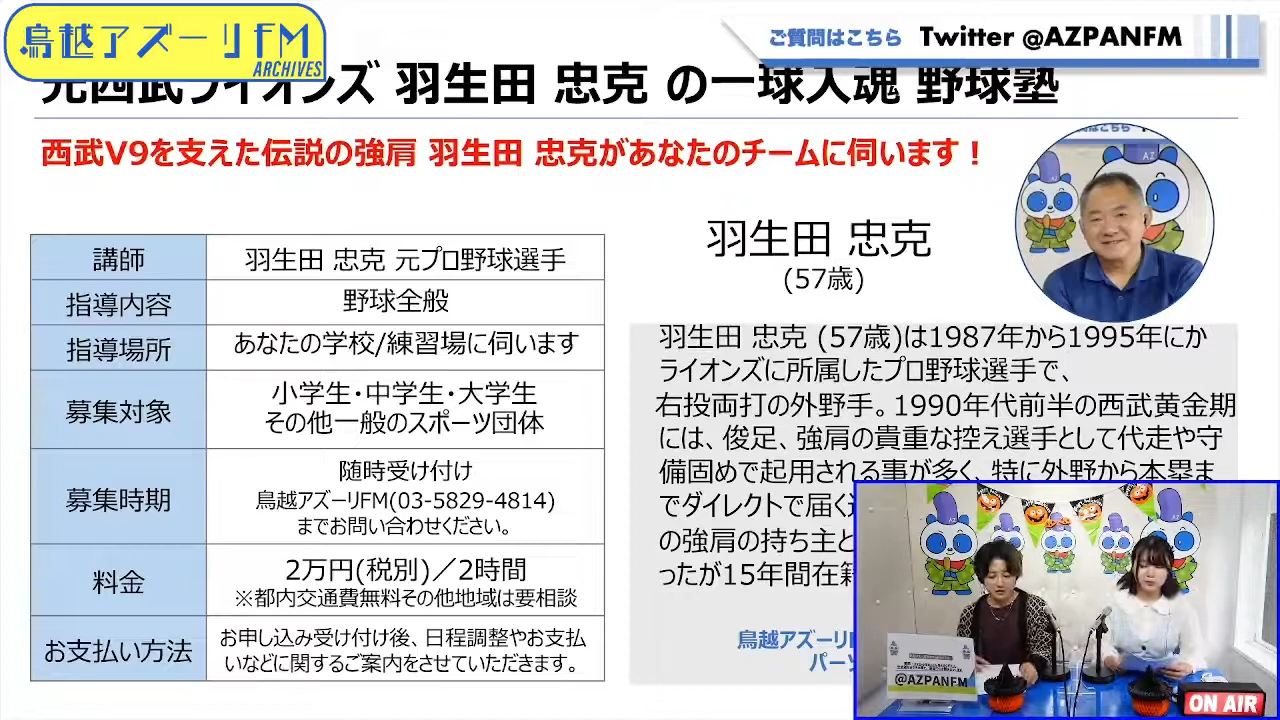 鳥越アズーリFM
ARCHIVES
ご質問はこちら Twitter @AZPANFM
元西武ライオンズ 羽生田 忠克 の一球入魂 野球塾
西武V9を支えた伝説の強肩 羽生田 忠克があなたのチームに伺います！
講師 羽生田 忠克 元プロ野球選手
指導内容 野球全般
指導場所 あなたの学校/練習場に伺います
募集対象 小学生・中学生・大学生
その他一般のスポーツ団体
募集時期 随時受け付け
鳥越アズーリFM(03-5829-4814)
までお問い合わせください。
料金 2万円(税別)／2時間
※都内交通費無料その他地域は要相談
お支払い方法 お申し込み受け付け後、日程調整やお支払
いなどに関するご案内をさせていただきます。
はこちら
AZ
羽生田 忠克
(57歳)
羽生田 忠克 (57歳)は1987年から1995年にか
ライオンズに所属したプロ野球選手で、
右投両打の外野手。1990年代前半の西武黄金期
には、俊足、強肩の貴重な控え選手として代走や守
備固めで起用される事が多く、特に外野から本塁ま
でダイレクトで届く
の強肩の持ち主と
ったが15年間在籍
鳥越アズーリF
パーソ
@AZPANFM
ON AIR